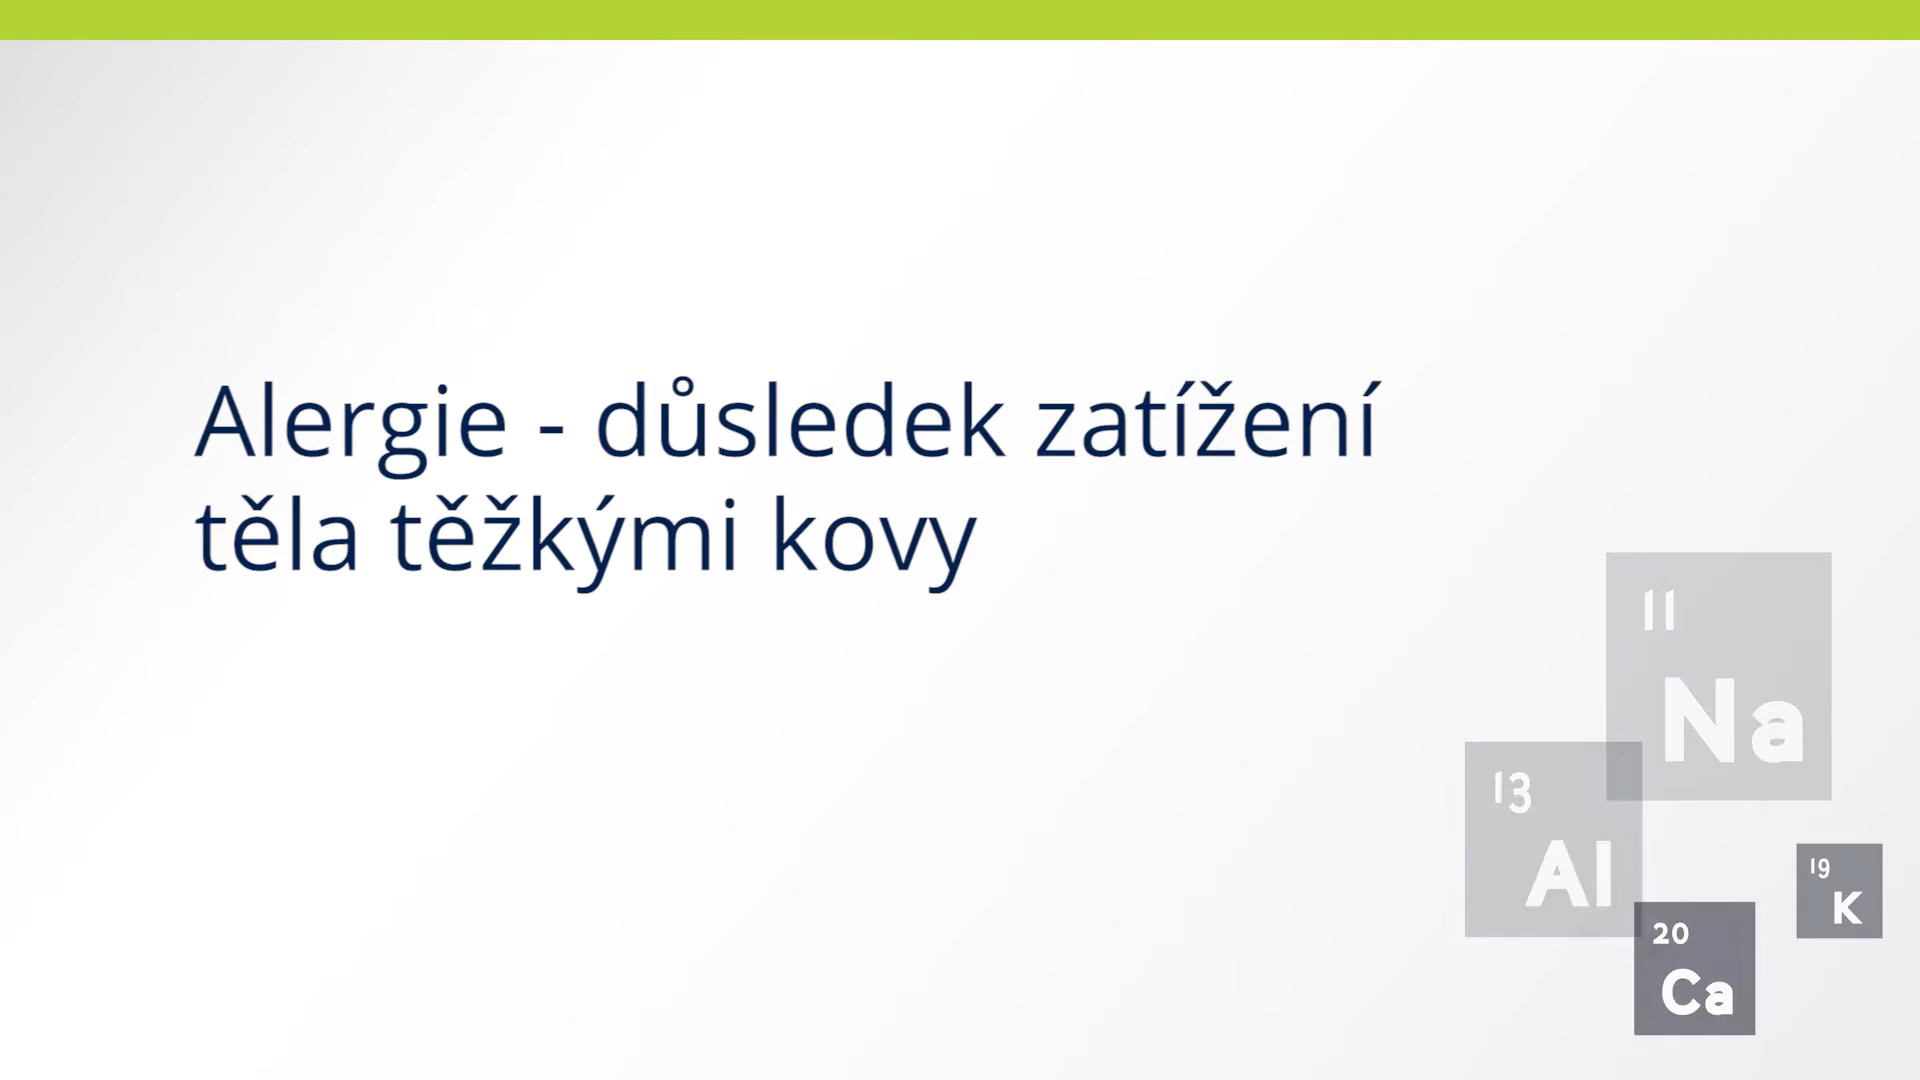 Alergie - důsledek zatížení
těla těžkými kovy
11
Na
13
Al
19
K
20
Ca